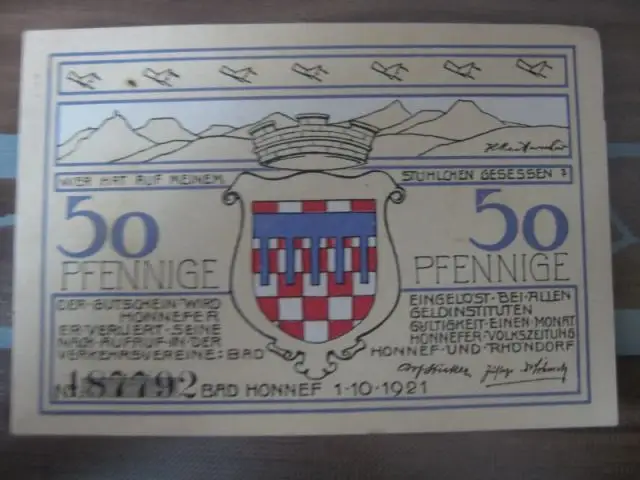 WER HAT AUF MEINEM STÜHLCHEN GESESSEN?
50 50
PFENNIGE PFENNIGE
DER GUTSCHEIN WIRD EINGELÖST BEI ALLEN
HONNEFER GELDINSTITUTEN
ER VERLIERT SEINE GÜLTIGKEIT EINEN MONAT
NACH AUFRUF IN DER HONNEFER VOLKSZEITUNG
VERKEHRSVEREINE: BAD HONNEF UND RHÖNDORF
No 187792 BAD HONNEF 1·10·1921